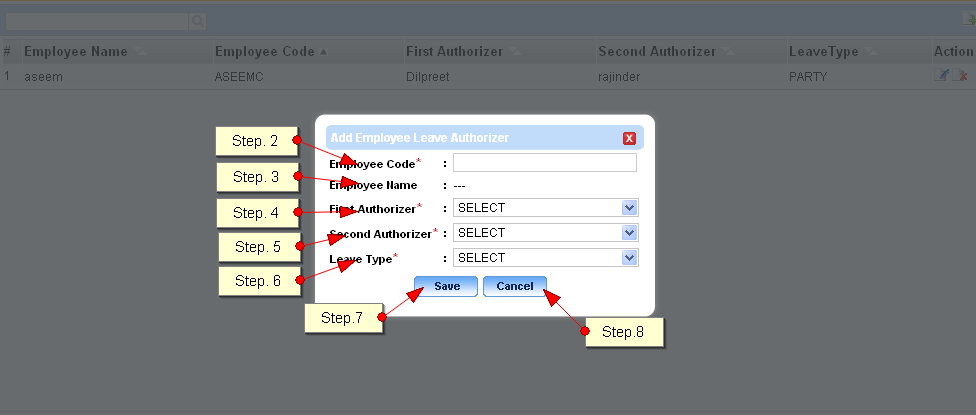 # Employee Name Employee Code First Authorizer Second Authorizer LeaveType Action
1 aseem ASEEMC Dilpreet rajinder PARTY
Add Employee Leave Authorizer X
Step. 2 Employee Code* :
Step. 3 Employee Name : ---
Step. 4 First Authorizer* : SELECT
Step. 5 Second Authorizer* : SELECT
Step. 6 Leave Type* : SELECT
Save Cancel
Step.7
Step.8